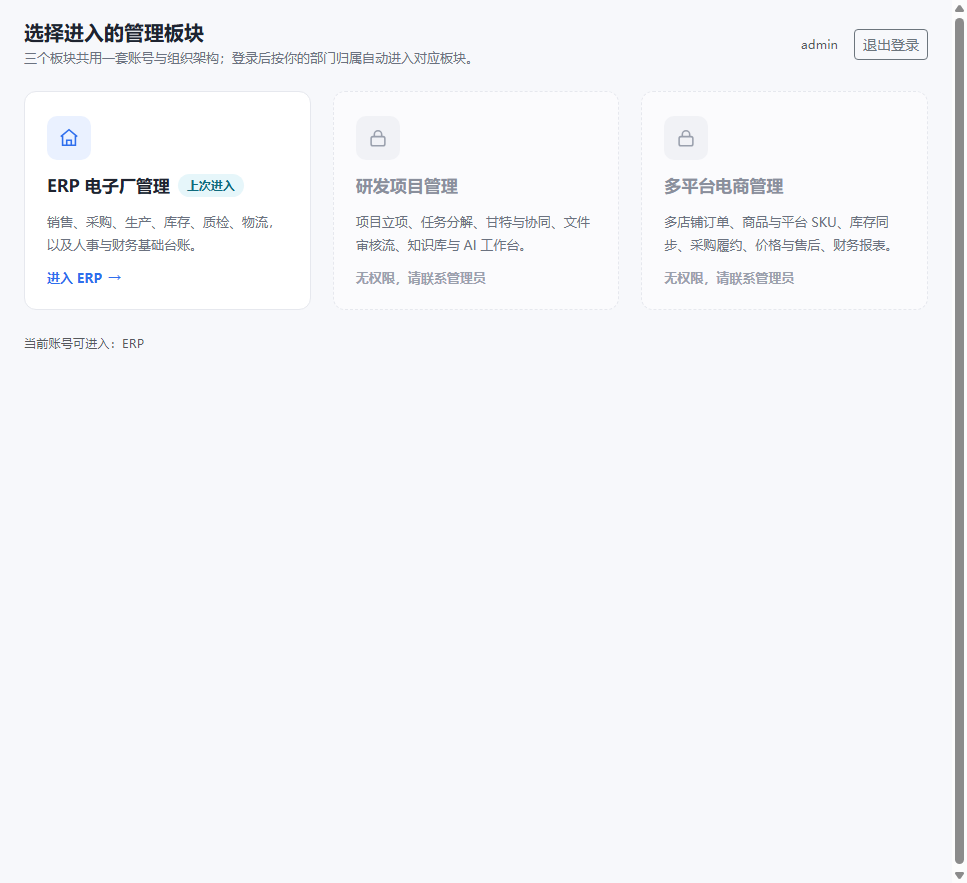 选择进入的管理板块
三个板块共用一套账号与组织架构；登录后按你的部门归属自动进入对应板块。
admin
退出登录
ERP 电子厂管理
上次进入
销售、采购、生产、库存、质检、物流，
以及人事与财务基础台账。
进入 ERP →
研发项目管理
项目立项、任务分解、甘特与协同、文件
审核流、知识库与 AI 工作台。
无权限，请联系管理员
多平台电商管理
多店铺订单、商品与平台 SKU、库存同
步、采购履约、价格与售后、财务报表。
无权限，请联系管理员
当前账号可进入：ERP